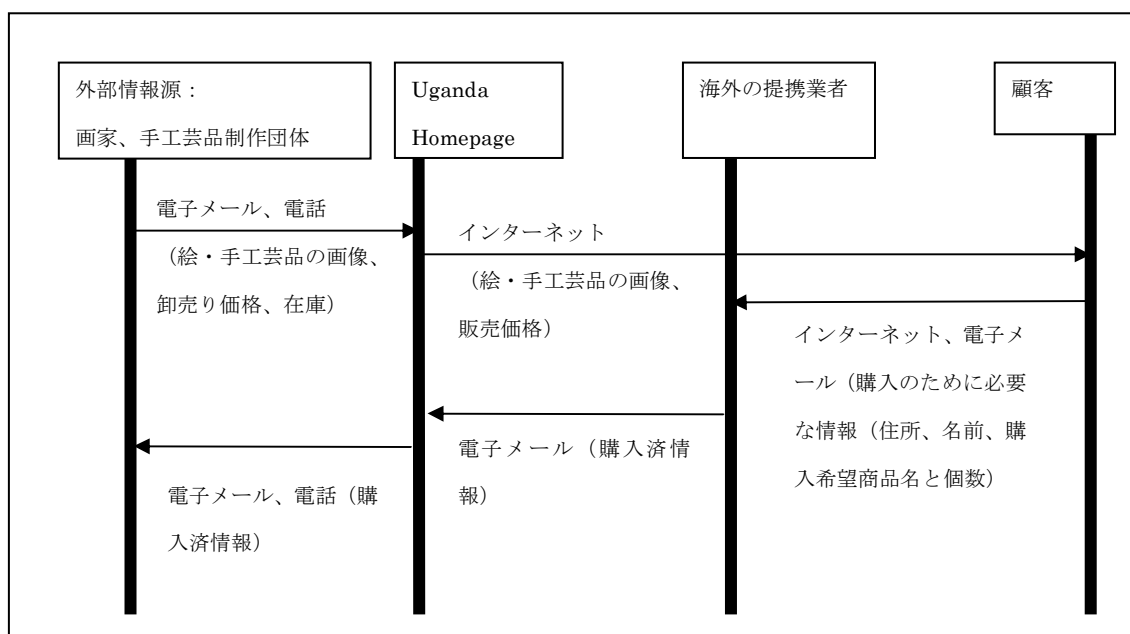 外部情報源：
画家、手工芸品制作団体
Uganda
Homepage
海外の提携業者
顧客
電子メール、電話
（絵・手工芸品の画像、
卸売り価格、在庫）
インターネット
（絵・手工芸品の画像、
販売価格）
インターネット、電子メ
ール（購入のために必要
な情報（住所、名前、購
入希望商品名と個数）
電子メール（購入済情
報）
電子メール、電話（購
入済情報）